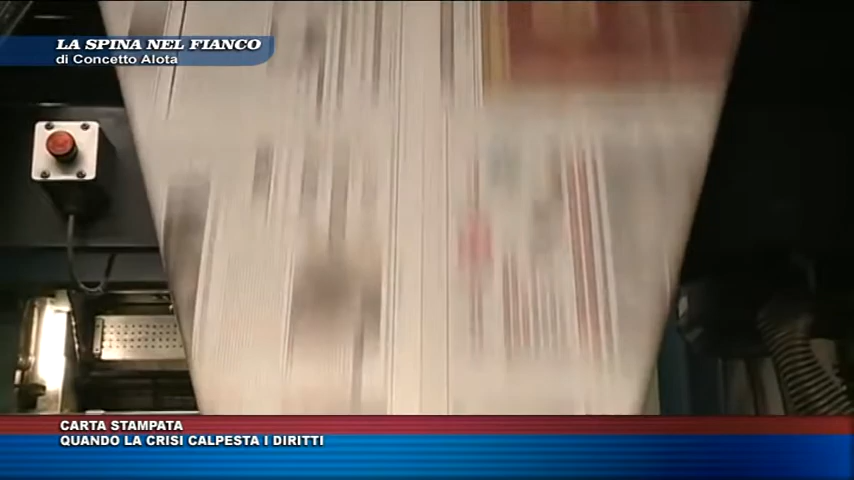 LA SPINA NEL FIANCO
di Concetto Alota
CARTA STAMPATA
QUANDO LA CRISI CALPESTA I DIRITTI